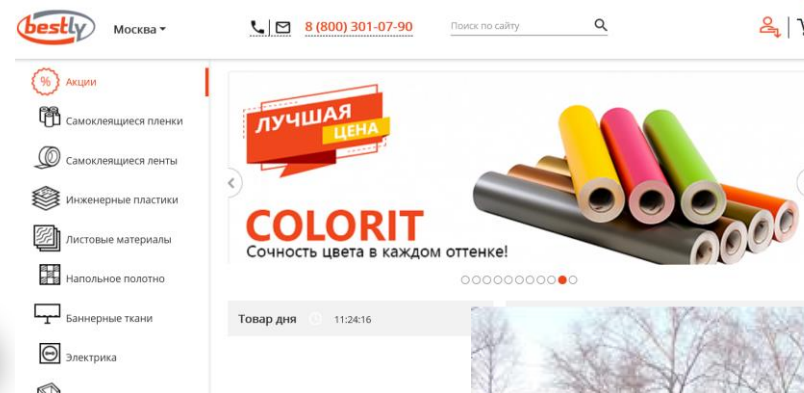 bestly
Москва
8 (800) 301-07-90
Поиск по сайту
%
Акции
Самоклеящиеся пленки
Самоклеящиеся ленты
Инженерные пластики
Листовые материалы
Напольное полотно
Баннерные ткани
Электрика
ЛУЧШАЯ
ЦЕНА
COLORIT
Сочность цвета в каждом оттенке!
Товар дня
11:24:16